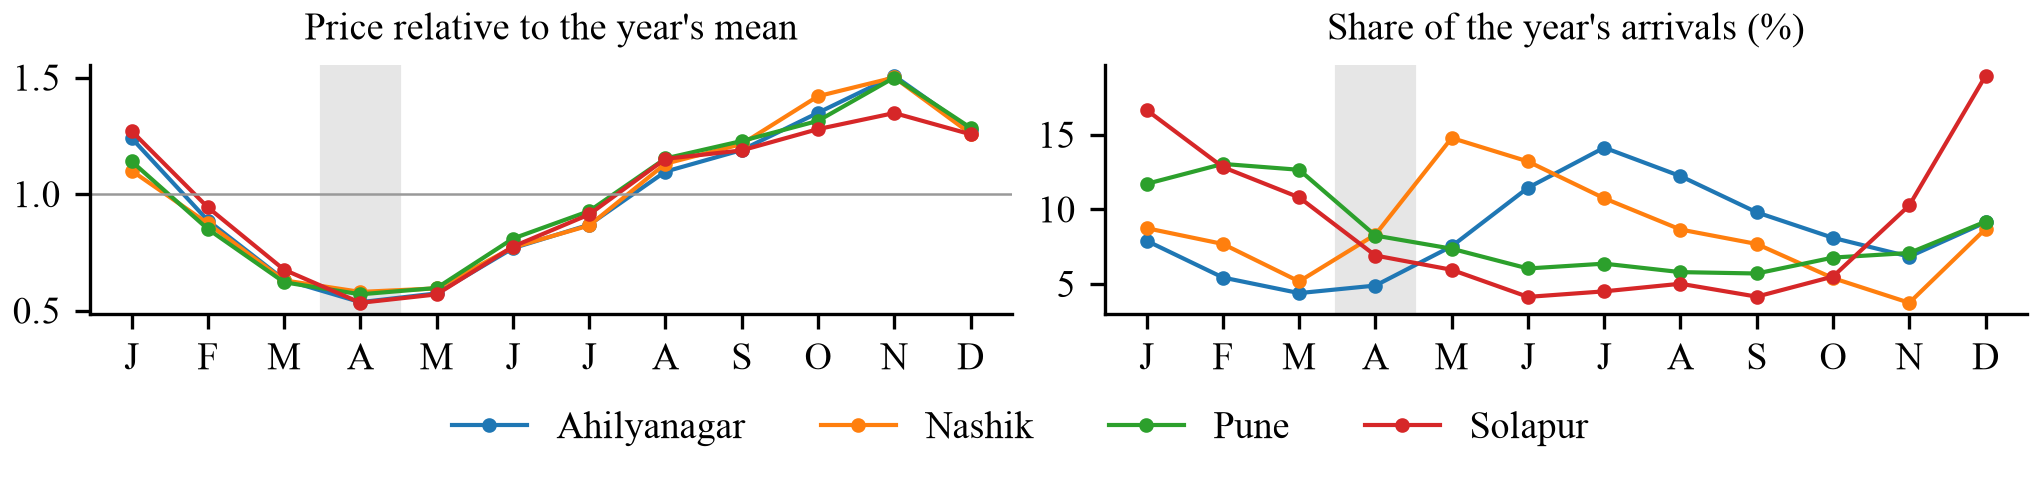 Price relative to the year's mean
1.5
1.0
0.5
J F M A M J J A S O N D
Share of the year's arrivals (%)
15
10
5
J F M A M J J A S O N D
Ahilyanagar Nashik Pune Solapur